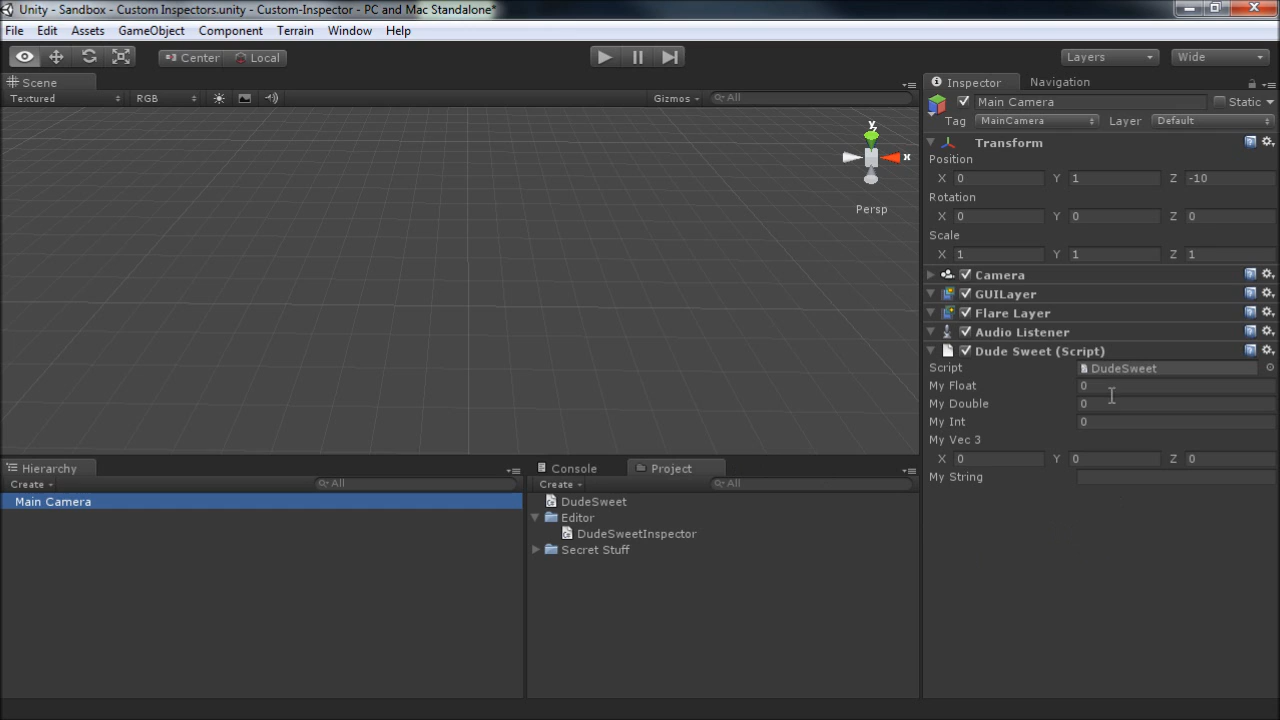 Unity - Sandbox - Custom Inspectors.unity - Custom-Inspector - PC and Mac Standalone*
File Edit Assets GameObject Component Terrain Window Help
Center Local Layers Wide
Scene
Textured RGB Gizmos All
y
x
Persp
Inspector Navigation
Main Camera Static
Tag MainCamera Layer Default
Transform
Position
X 0 Y 1 Z -10
Rotation
X 0 Y 0 Z 0
Scale
X 1 Y 1 Z 1
Camera
GUILayer
Flare Layer
Audio Listener
Dude Sweet (Script)
Script DudeSweet
My Float 0
My Double 0
My Int 0
My Vec 3
X 0 Y 0 Z 0
My String
Hierarchy
Create All
Main Camera
Console Project
Create All
DudeSweet
Editor
DudeSweetInspector
Secret Stuff